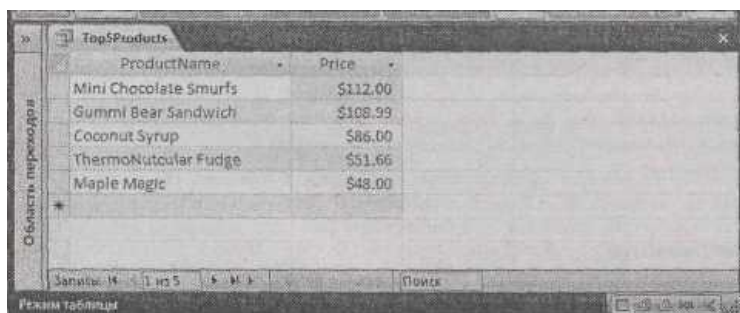 Top5Products
ProductName Price
Mini Chocolate Smurfs $112.00
Gummi Bear Sandwich $108.99
Coconut Syrup $86.00
ThermoNutcular Fudge $51.66
Maple Magic $48.00
Область переходов
Запись: 1 из 5 Поиск
Режим таблицы